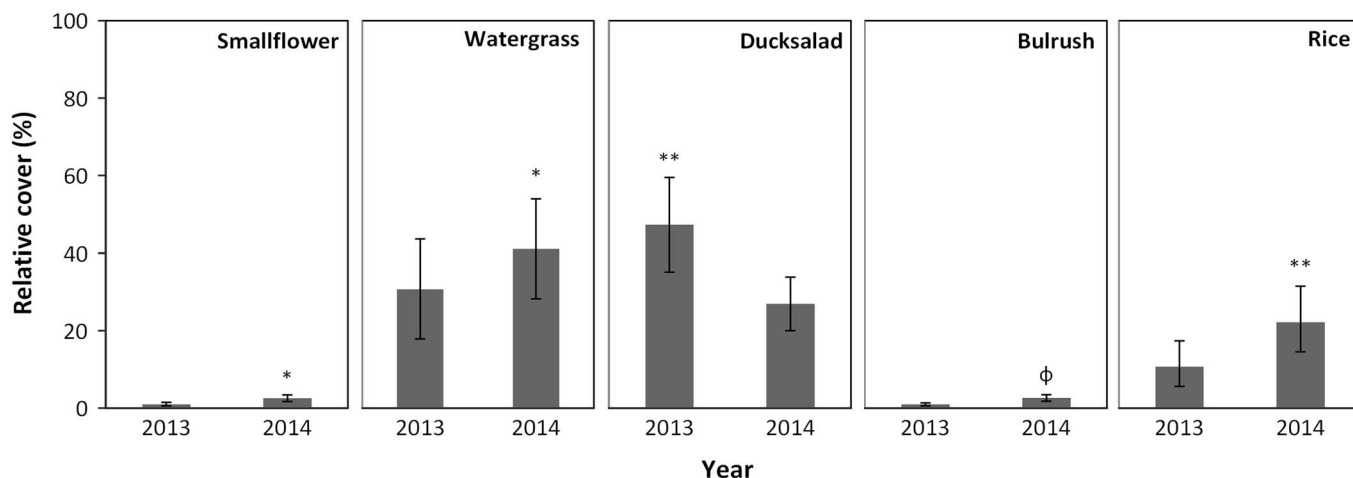 100
80
60
40
20
0
Relative cover (%)
Smallflower
*
2013 2014
Watergrass
*
2013 2014
Ducksalad
**
2013 2014
Bulrush
ф
2013 2014
Rice
**
2013 2014
Year